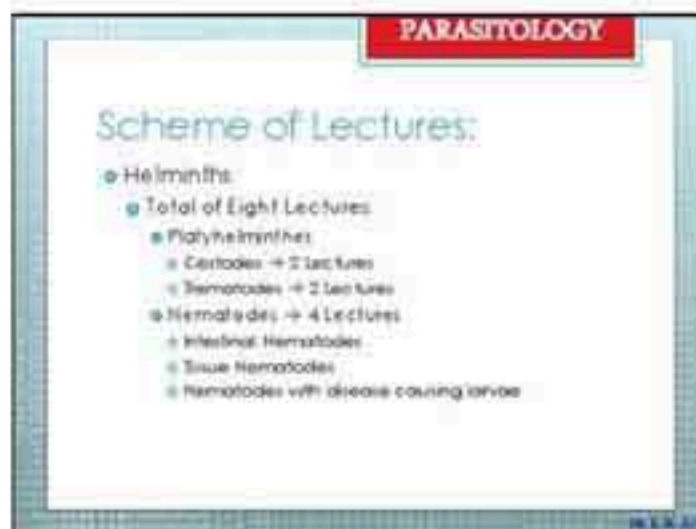 PARASITOLOGY
Scheme of Lectures:
Helminths
Total of Eight Lectures
Platyhelminthes
Cestodes → 2 Lectures
Trematodes → 2 Lectures
Nematodes → 4 Lectures
Intestinal Nematodes
Tissue Nematodes
Nematodes with disease causing larvae